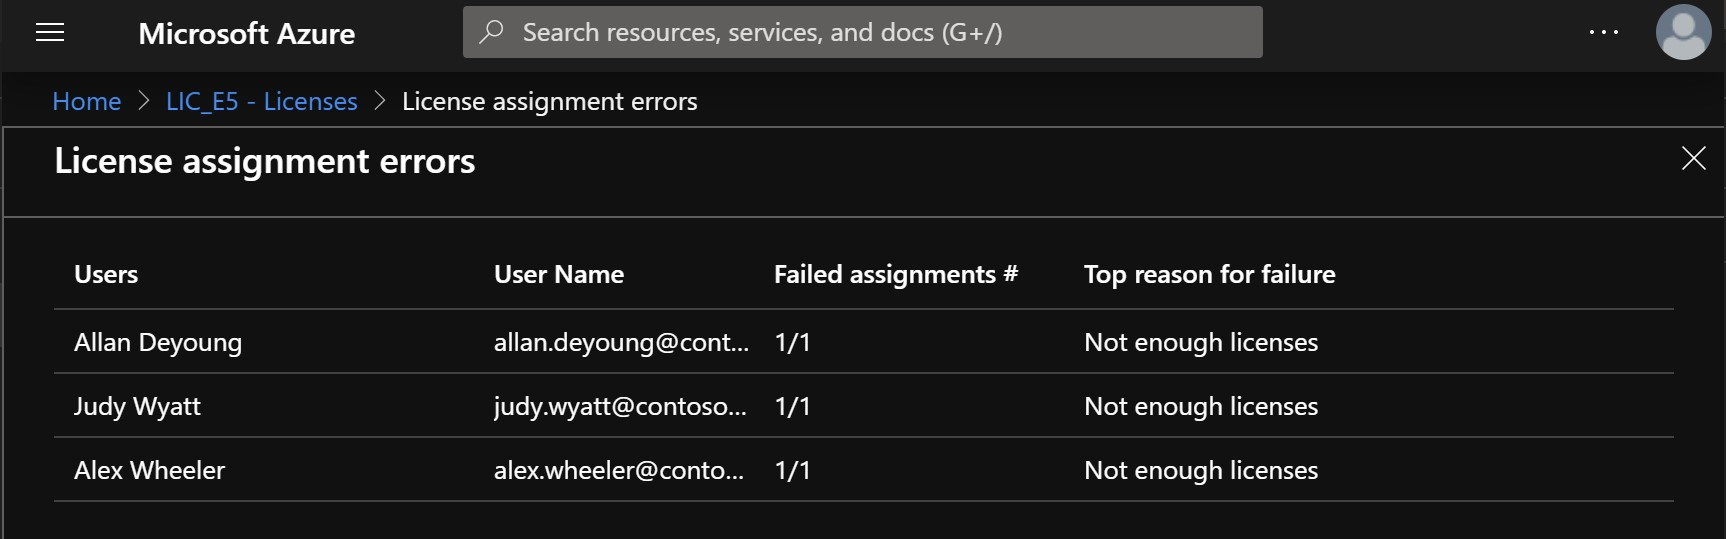 Microsoft Azure Search resources, services, and docs (G+/) ...
Home > LIC_E5 - Licenses > License assignment errors
License assignment errors
Users User Name Failed assignments # Top reason for failure
Allan Deyoung allan.deyoung@cont... 1/1 Not enough licenses
Judy Wyatt judy.wyatt@contoso... 1/1 Not enough licenses
Alex Wheeler alex.wheeler@conto... 1/1 Not enough licenses